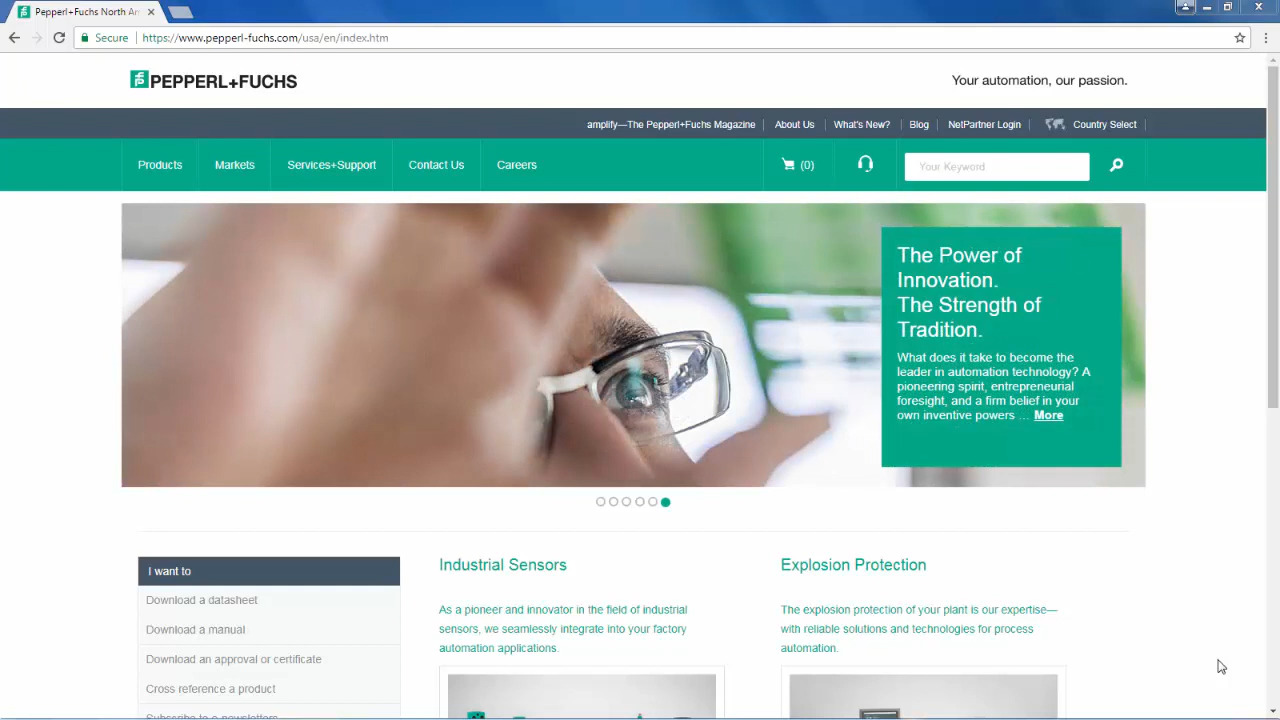 Pepperl+Fuchs North Am
Secure
https://www.pepperl-fuchs.com/usa/en/index.htm
PEPPERL+FUCHS
Your automation, our passion.
amplify—The Pepperl+Fuchs Magazine
About Us
What's New?
Blog
NetPartner Login
Country Select
Products
Markets
Services+Support
Contact Us
Careers
(0)
Your Keyword
The Power of
Innovation.
The Strength of
Tradition.
What does it take to become the
leader in automation technology? A
pioneering spirit, entrepreneurial
foresight, and a firm belief in your
own inventive powers ... More
I want to
Download a datasheet
Download a manual
Download an approval or certificate
Cross reference a product
Subscribe to e-newsletters
Industrial Sensors
As a pioneer and innovator in the field of industrial
sensors, we seamlessly integrate into your factory
automation applications.
Explosion Protection
The explosion protection of your plant is our expertise—
with reliable solutions and technologies for process
automation.